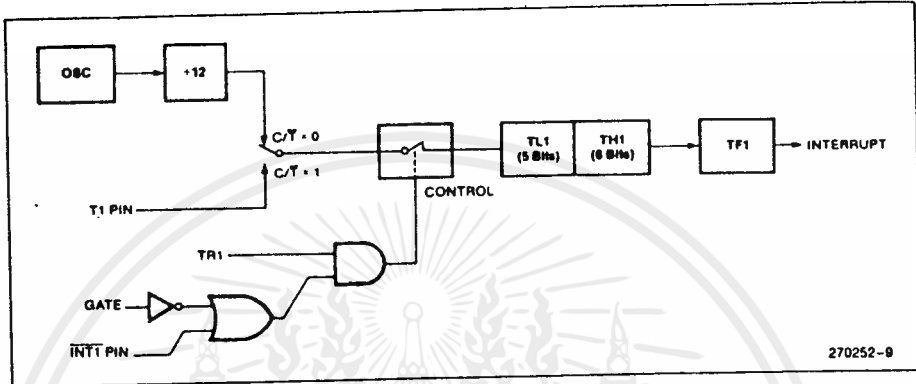 OSC
÷12
C/T̅ = 0
C/T̅ = 1
T1 PIN
CONTROL
TL1
(5 Bits)
TH1
(8 Bits)
TF1
INTERRUPT
TR1
GATE
I̅N̅T̅1̅ PIN
270252-9